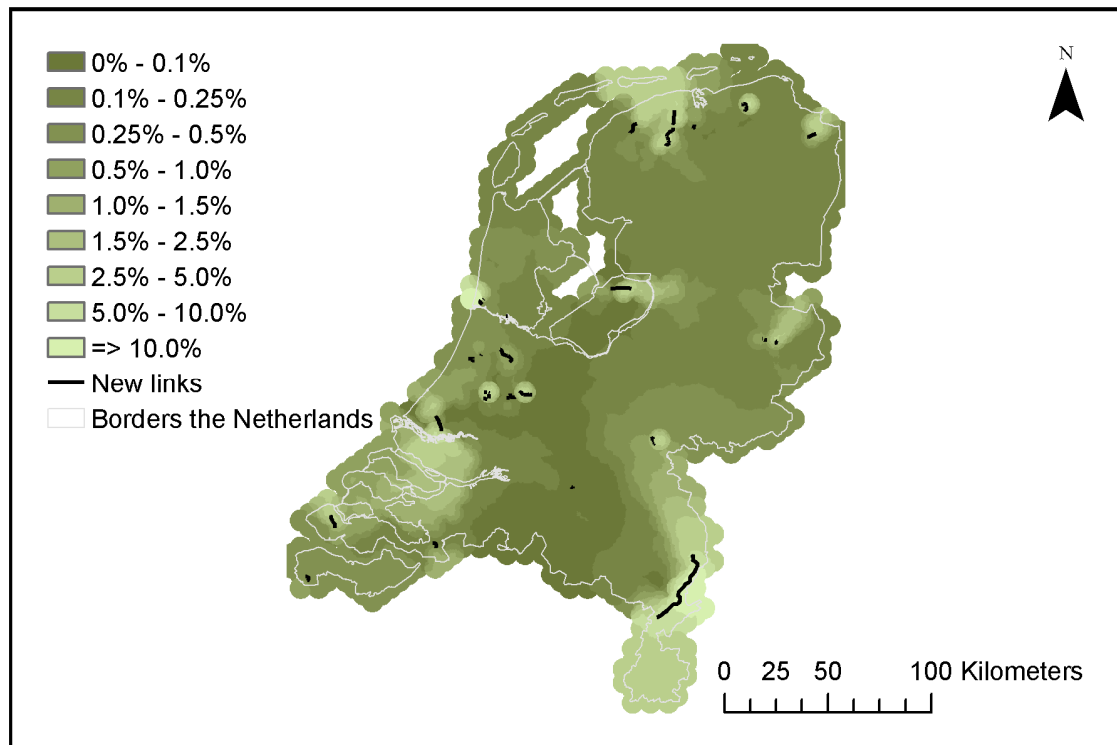 0% - 0.1%
0.1% - 0.25%
0.25% - 0.5%
0.5% - 1.0%
1.0% - 1.5%
1.5% - 2.5%
2.5% - 5.0%
5.0% - 10.0%
=> 10.0%
New links
Borders the Netherlands
N
0 25 50 100 Kilometers